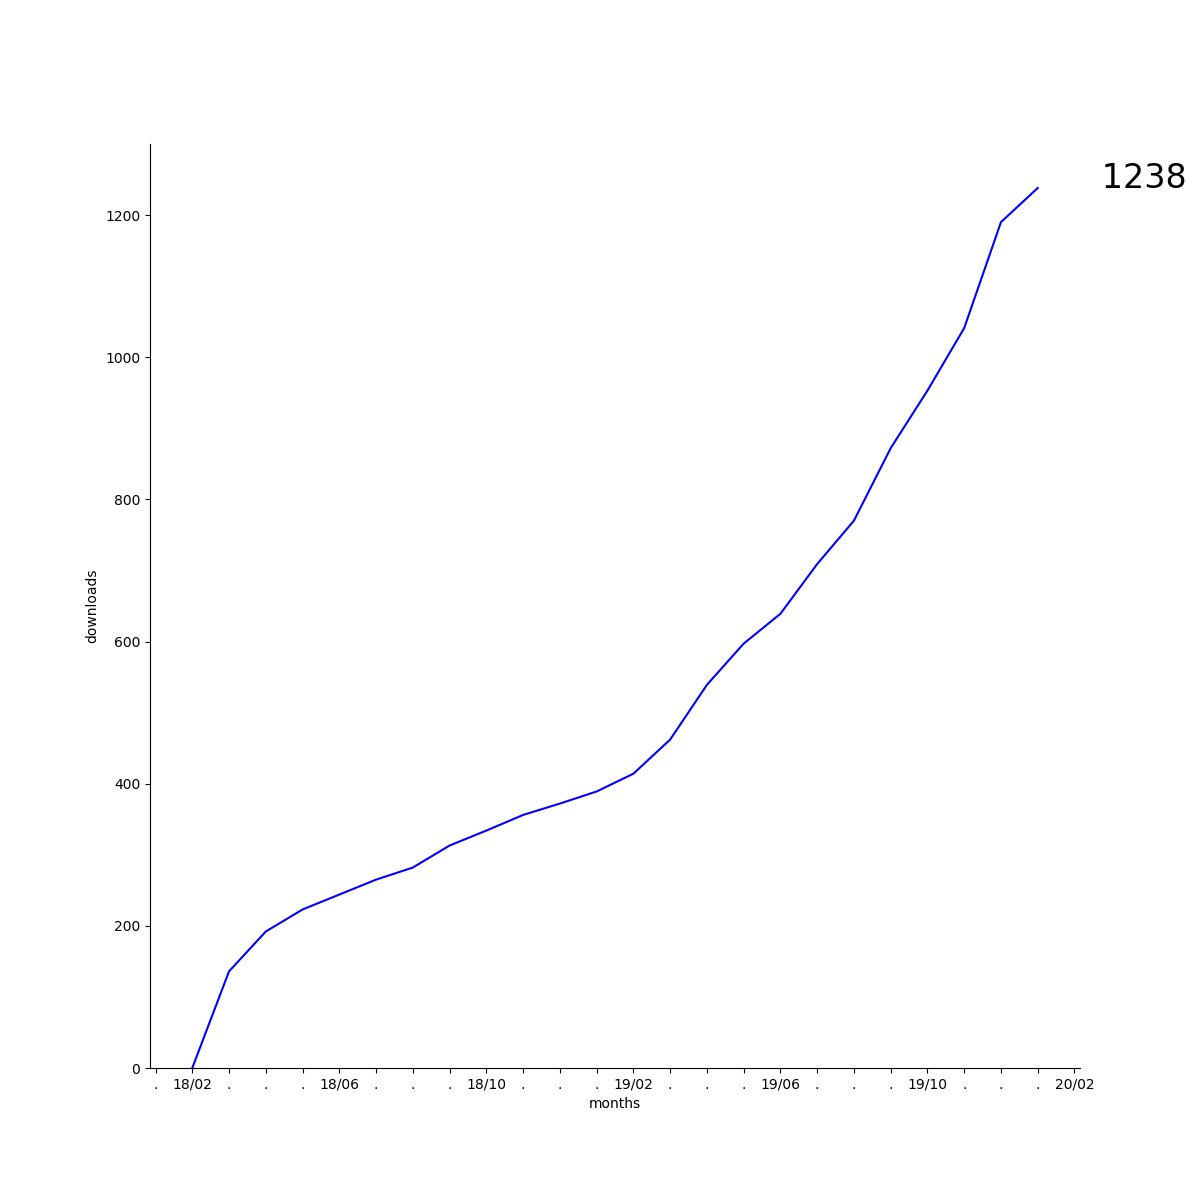 1238
1200
1000
800
600
400
200
0
downloads
. 18/02 . . . 18/06 . . . 18/10 . . . 19/02 . . . 19/06 . . . 19/10 . . . 20/02
months